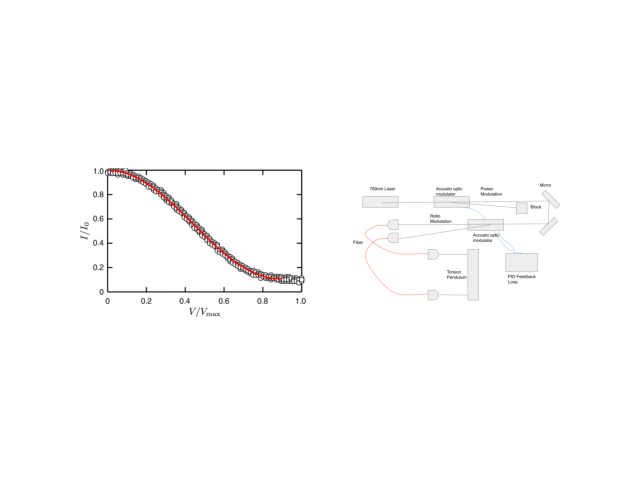 1.0
0.8
0.6
0.4
0.2
0
I/I0
0
0.2
0.4
0.6
0.8
1.0
V/Vmax
780nm Laser
Acousto optic
modulator
Power
Modulation
Mirror
Block
Radio
Modulation
Acousto optic
modulator
Fiber
Torsion
Pendulum
PID Feedback
Loop